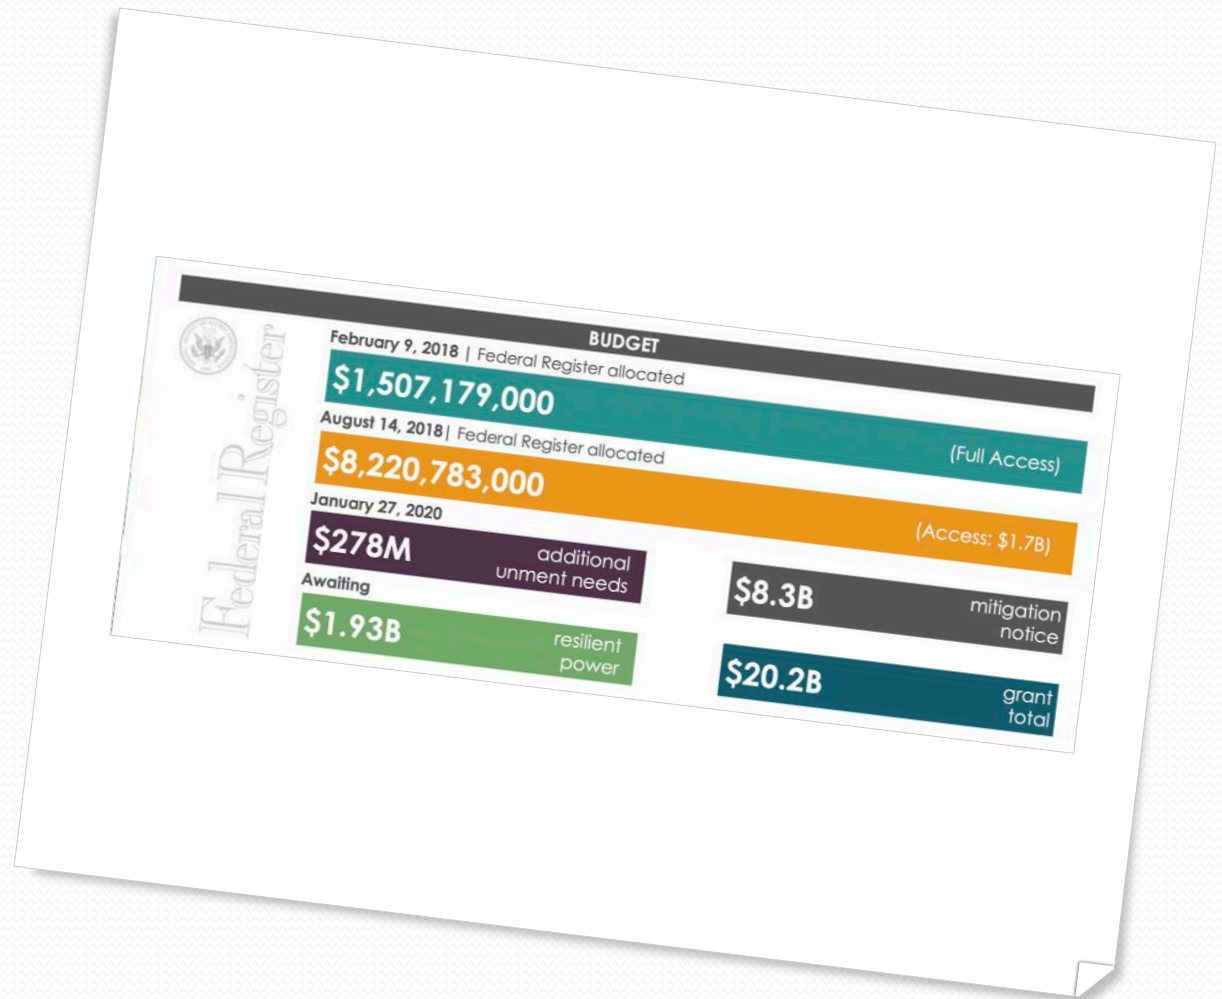 BUDGET
Federal Register
February 9, 2018 | Federal Register allocated
$1,507,179,000
(Full Access)
August 14, 2018| Federal Register allocated
$8,220,783,000
(Access: $1.7B)
January 27, 2020
$278M
additional
unment needs
$8.3B
mitigation
notice
Awaiting
$1.93B
resilient
power
$20.2B
grant
total